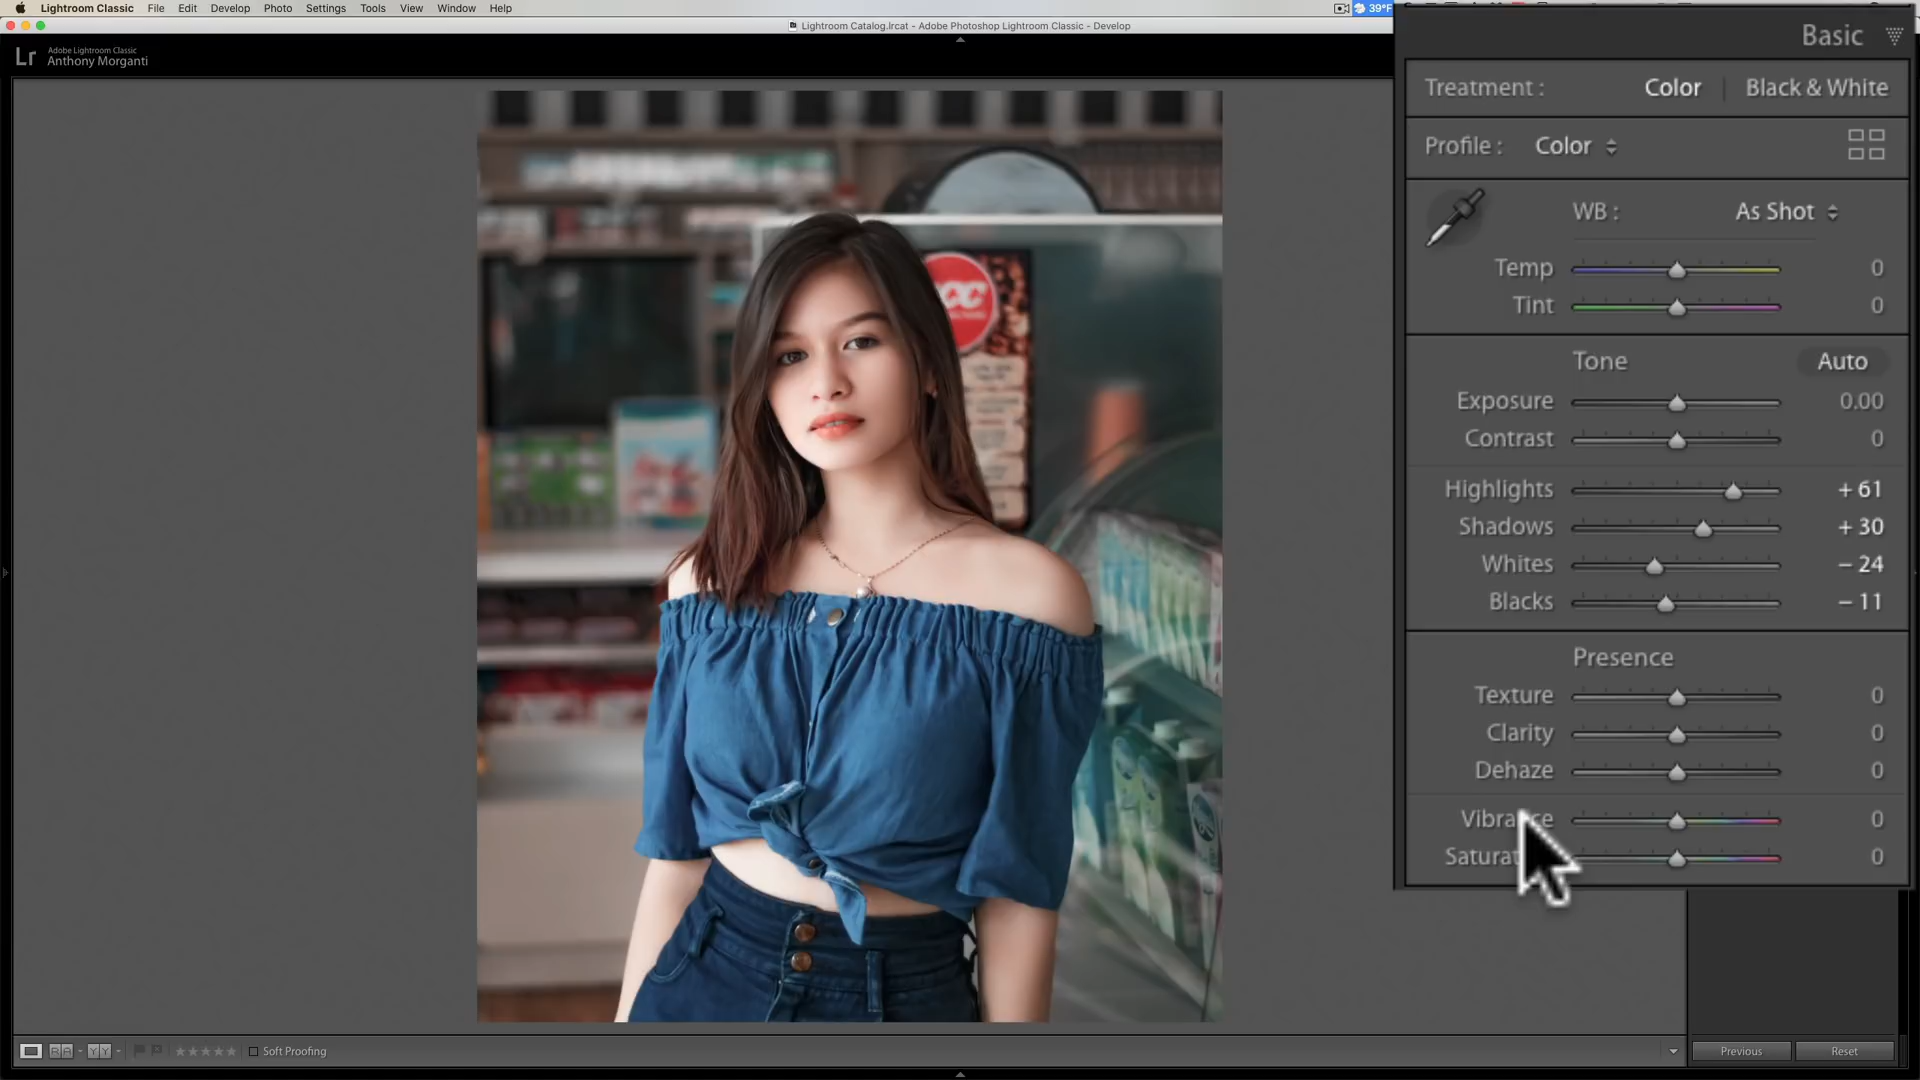 Lightroom Classic File Edit Develop Photo Settings Tools View Window Help
39°F
Lightroom Catalog.lrcat - Adobe Photoshop Lightroom Classic - Develop
Lr
Adobe Lightroom Classic
Anthony Morganti
Basic
Treatment : Color Black & White
Profile : Color
WB : As Shot
Temp 0
Tint 0
Tone Auto
Exposure 0.00
Contrast 0
Highlights + 61
Shadows + 30
Whites – 24
Blacks – 11
Presence
Texture 0
Clarity 0
Dehaze 0
0
0
Soft Proofing
Previous Reset